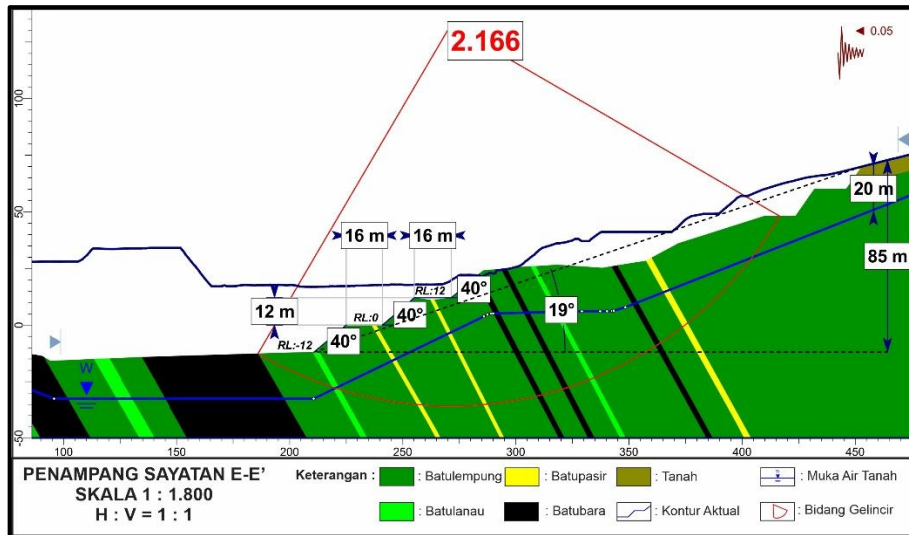 2.166
0.05
100
50
0
-50
20 m
85 m
16 m
16 m
RL:12
40°
12 m
RL:0
40°
19°
RL:-12
40°
W
100
150
200
250
300
350
400
450
PENAMPANG SAYATAN E-E'
SKALA 1 : 1.800
H : V = 1 : 1
Keterangan :
: Batulempung
: Batupasir
: Tanah
: Muka Air Tanah
: Batulanau
: Batubara
: Kontur Aktual
: Bidang Gelincir